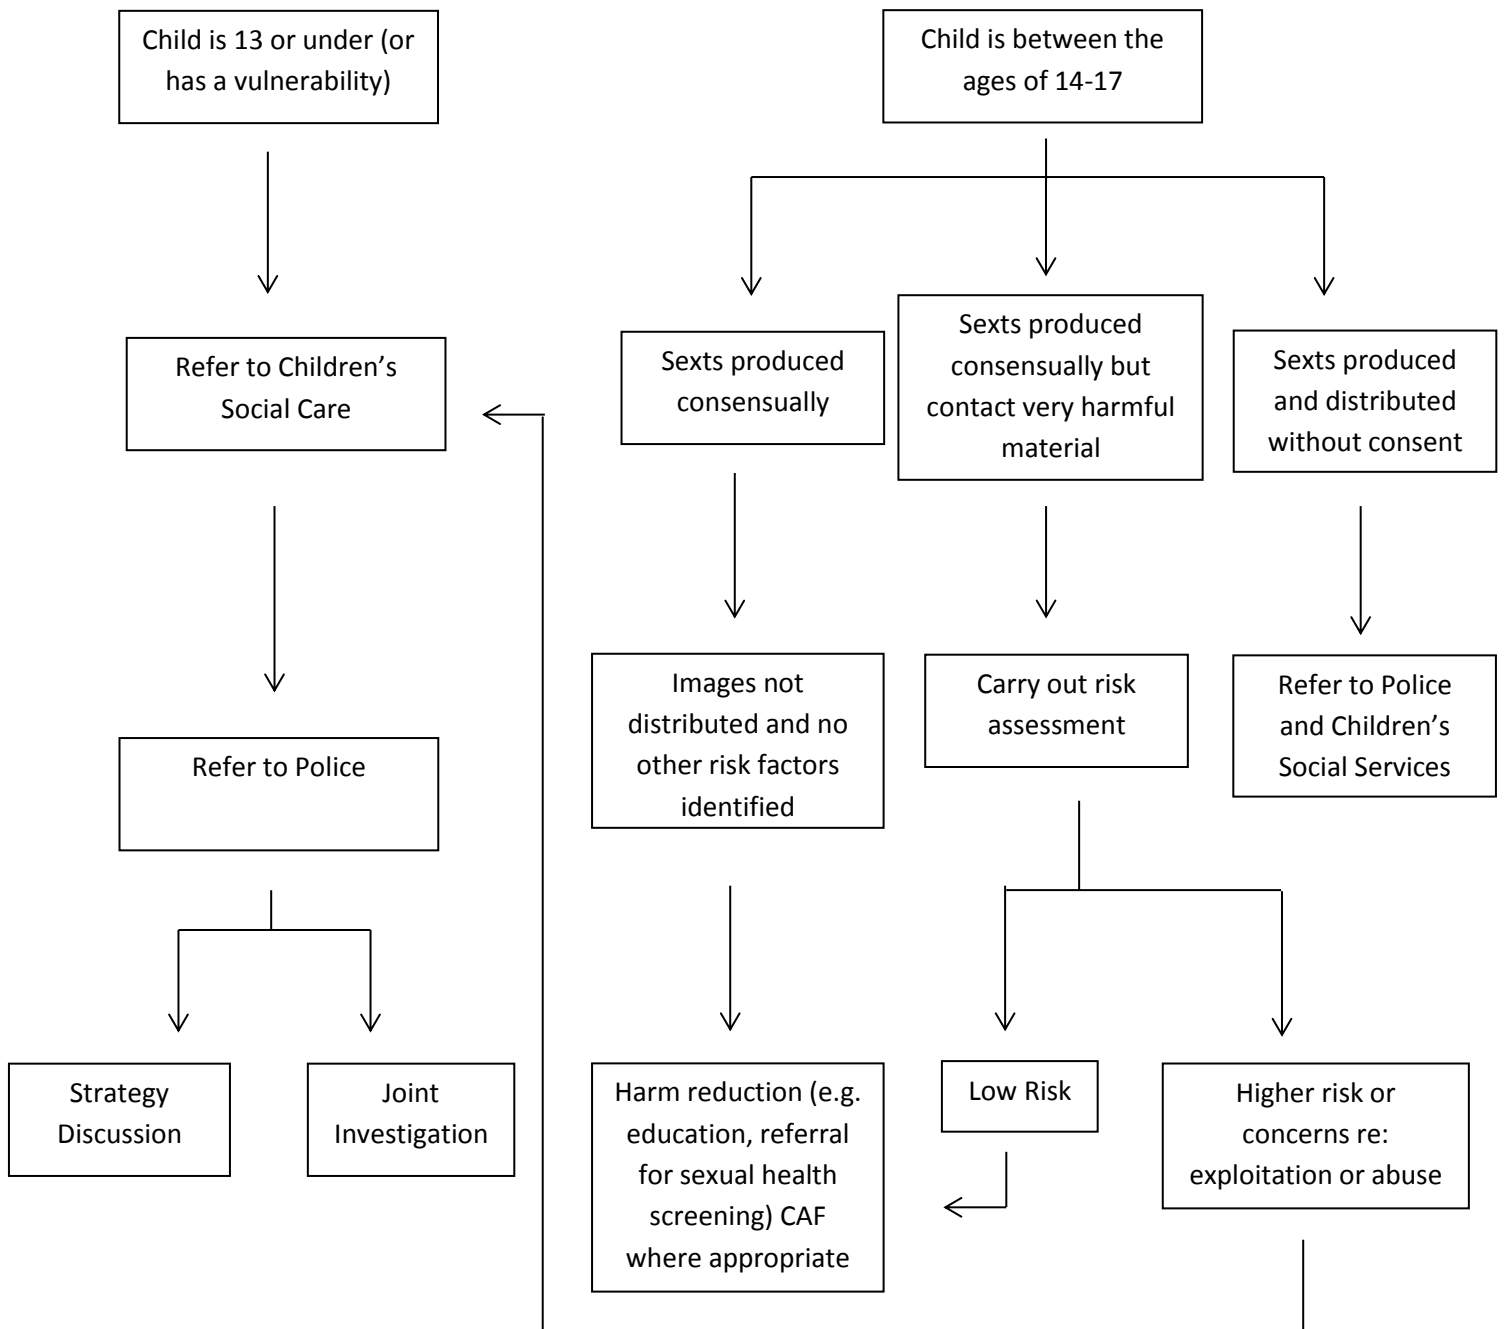 Child is 13 or under (or
has a vulnerability)
Child is between the
ages of 14-17
Refer to Children’s
Social Care
Sexts produced
consensually
Sexts produced
consensually but
contact very harmful
material
Sexts produced
and distributed
without consent
Refer to Police
Images not
distributed and no
other risk factors
identified
Carry out risk
assessment
Refer to Police
and Children’s
Social Services
Strategy
Discussion
Joint
Investigation
Harm reduction (e.g.
education, referral
for sexual health
screening) CAF
where appropriate
Low Risk
Higher risk or
concerns re:
exploitation or abuse